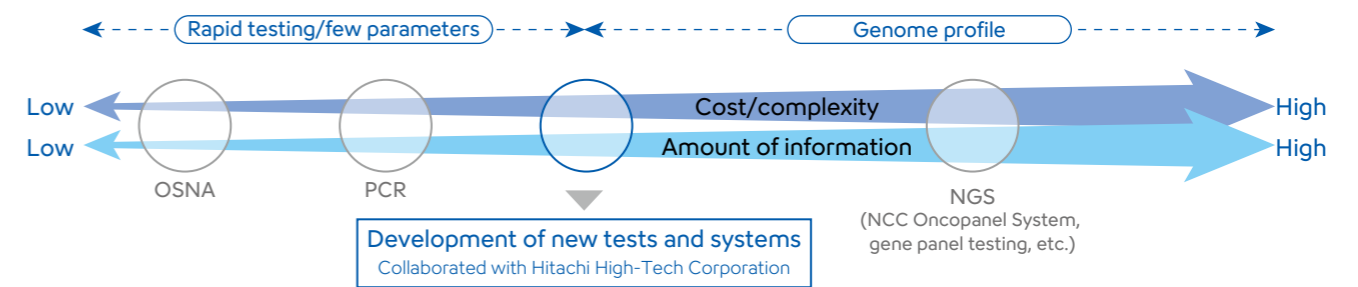 Rapid testing/few parameters
Genome profile
Low
Cost/complexity
High
Low
Amount of information
High
OSNA
PCR
NGS
(NCC Oncopanel System,
gene panel testing, etc.)
Development of new tests and systems
Collaborated with Hitachi High-Tech Corporation